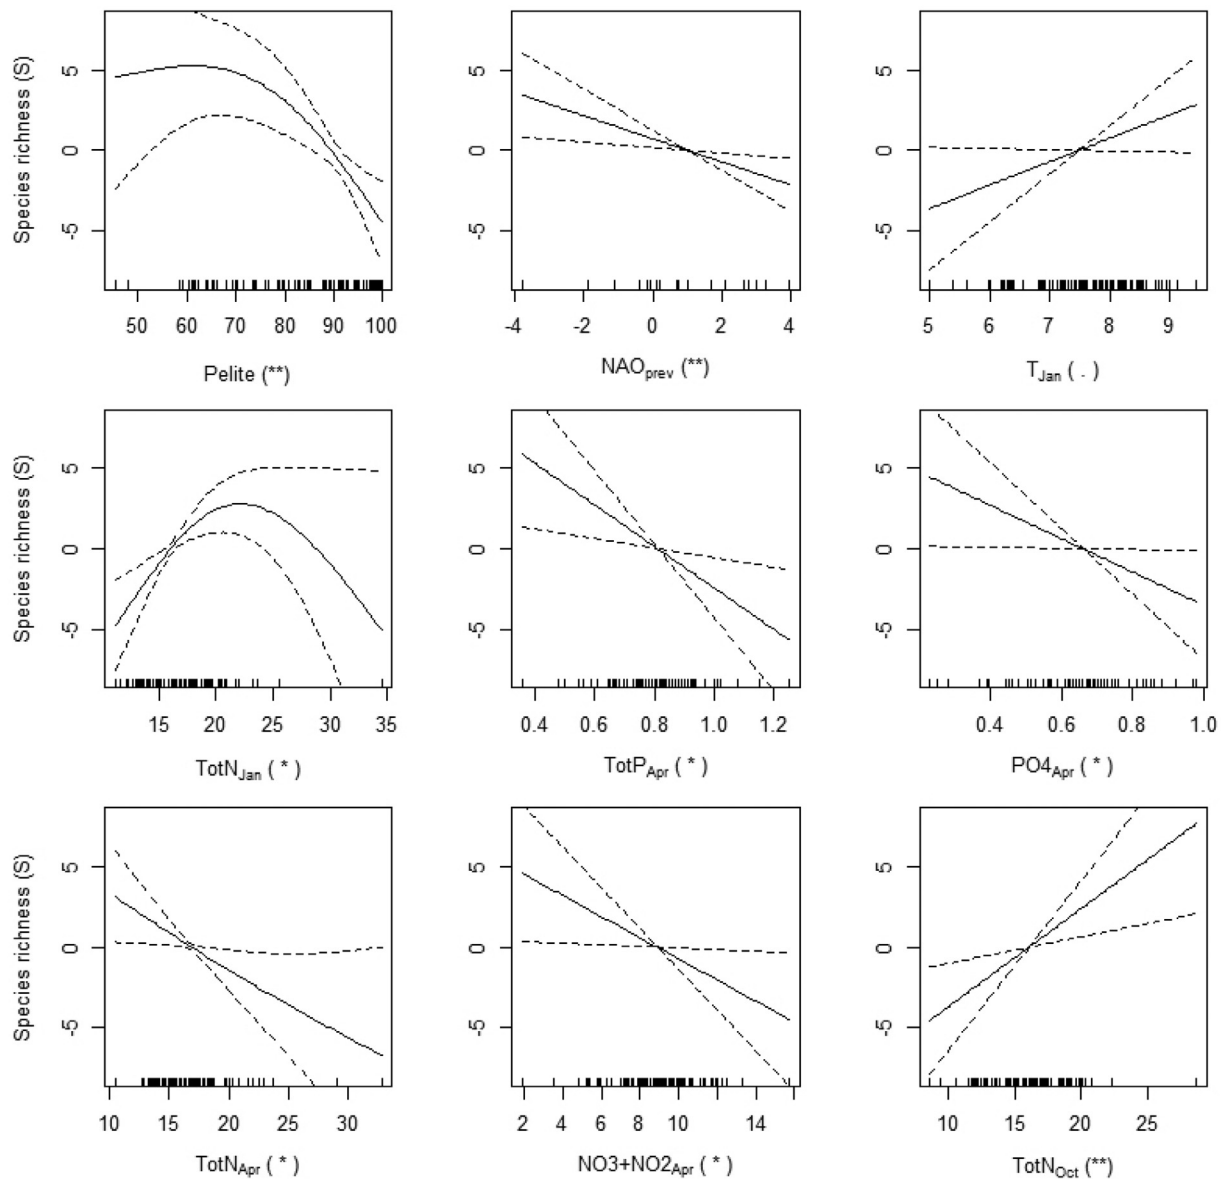 Species richness (S)
5
0
-5
50 60 70 80 90 100
Pelite (**)
5
0
-5
-4 -2 0 2 4
NAOprev (**)
5
0
-5
5 6 7 8 9
TJan ( . )
Species richness (S)
5
0
-5
15 20 25 30 35
TotNJan ( * )
5
0
-5
0.4 0.6 0.8 1.0 1.2
TotPApr ( * )
5
0
-5
0.4 0.6 0.8 1.0
PO4Apr ( * )
Species richness (S)
5
0
-5
10 15 20 25 30
TotNApr ( * )
5
0
-5
2 4 6 8 10 14
NO3+NO2Apr ( * )
5
0
-5
10 15 20 25
TotNOct (**)